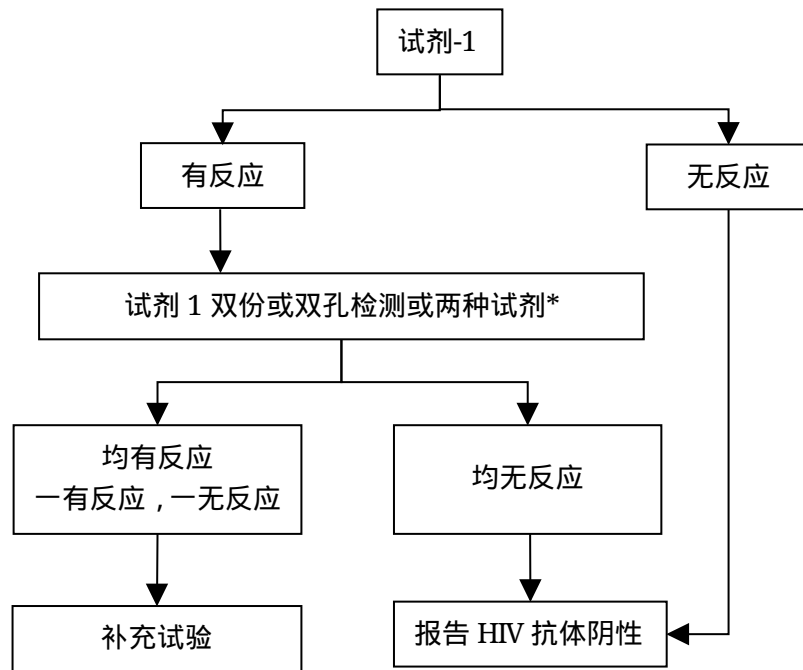 试剂-1
有反应
无反应
试剂 1 双份或双孔检测或两种试剂*
均有反应
一有反应，一无反应
均无反应
补充试验
报告 HIV 抗体阴性